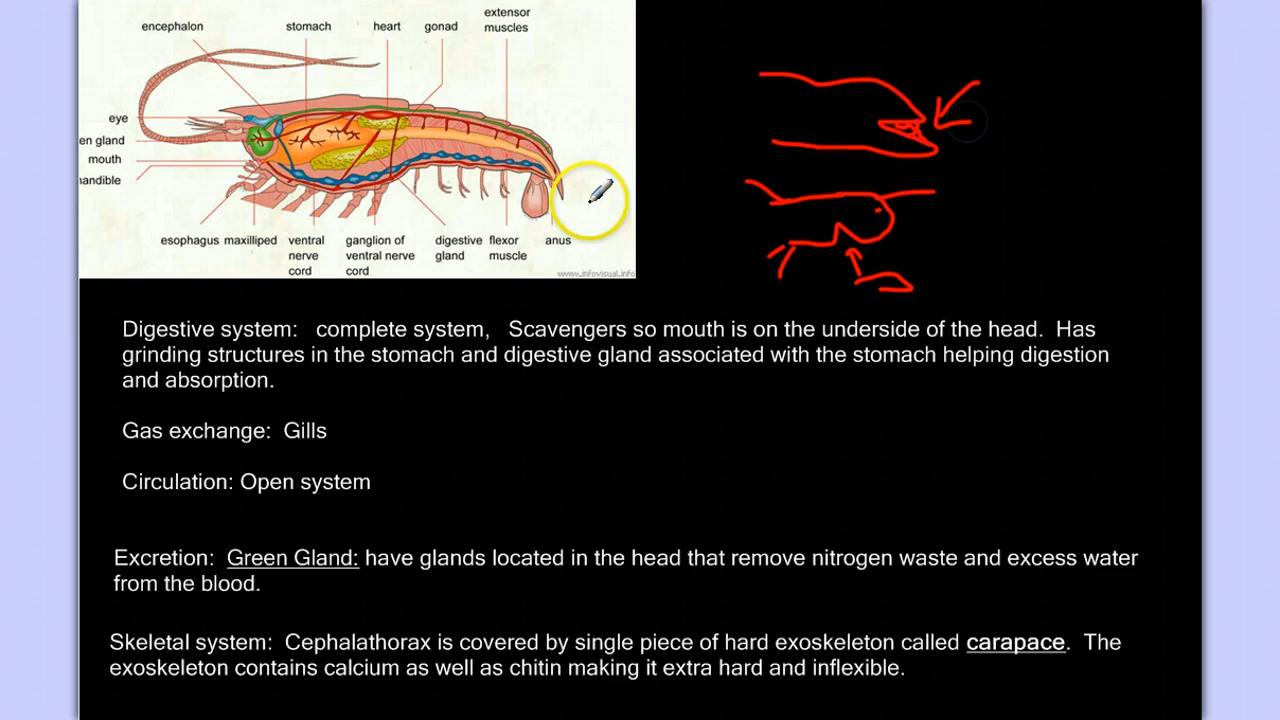 encephalon stomach heart gonad extensor muscles
eye
en gland
mouth
andible
esophagus maxilliped ventral nerve cord ganglion of ventral nerve cord digestive gland flexor muscle anus
www.infovisual.info
Digestive system: complete system, Scavengers so mouth is on the underside of the head. Has
grinding structures in the stomach and digestive gland associated with the stomach helping digestion
and absorption.
Gas exchange: Gills
Circulation: Open system
Excretion: Green Gland: have glands located in the head that remove nitrogen waste and excess water
from the blood.
Skeletal system: Cephalathorax is covered by single piece of hard exoskeleton called carapace. The
exoskeleton contains calcium as well as chitin making it extra hard and inflexible.